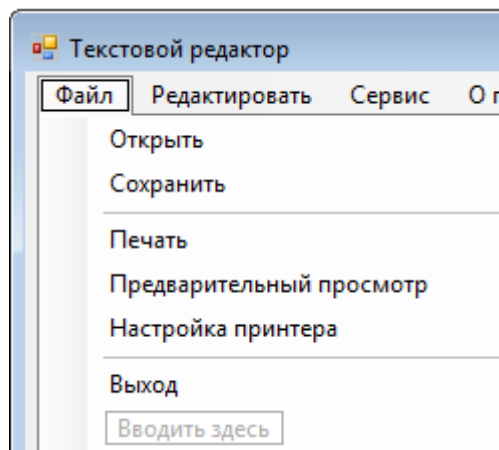 Текстовой редактор
Файл Редактировать Сервис О
Открыть
Сохранить
Печать
Предварительный просмотр
Настройка принтера
Выход
Вводить здесь